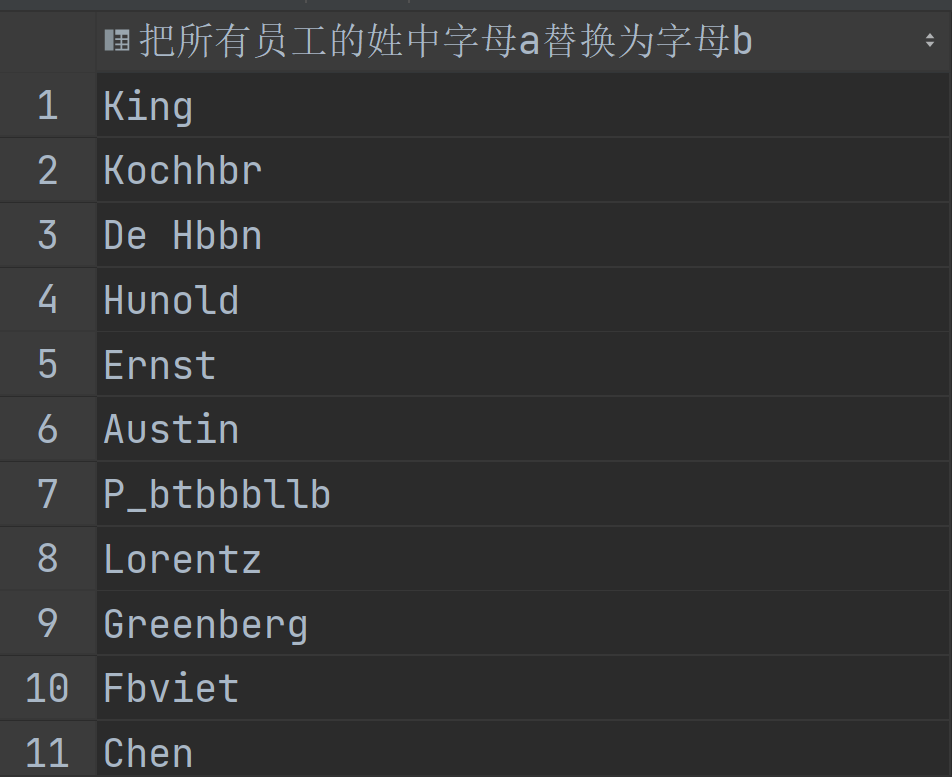 把所有员工的姓中字母a替换为字母b
1 King
2 Kochhbr
3 De Hbbn
4 Hunold
5 Ernst
6 Austin
7 P_btbbbllb
8 Lorentz
9 Greenberg
10 Fbviet
11 Chen